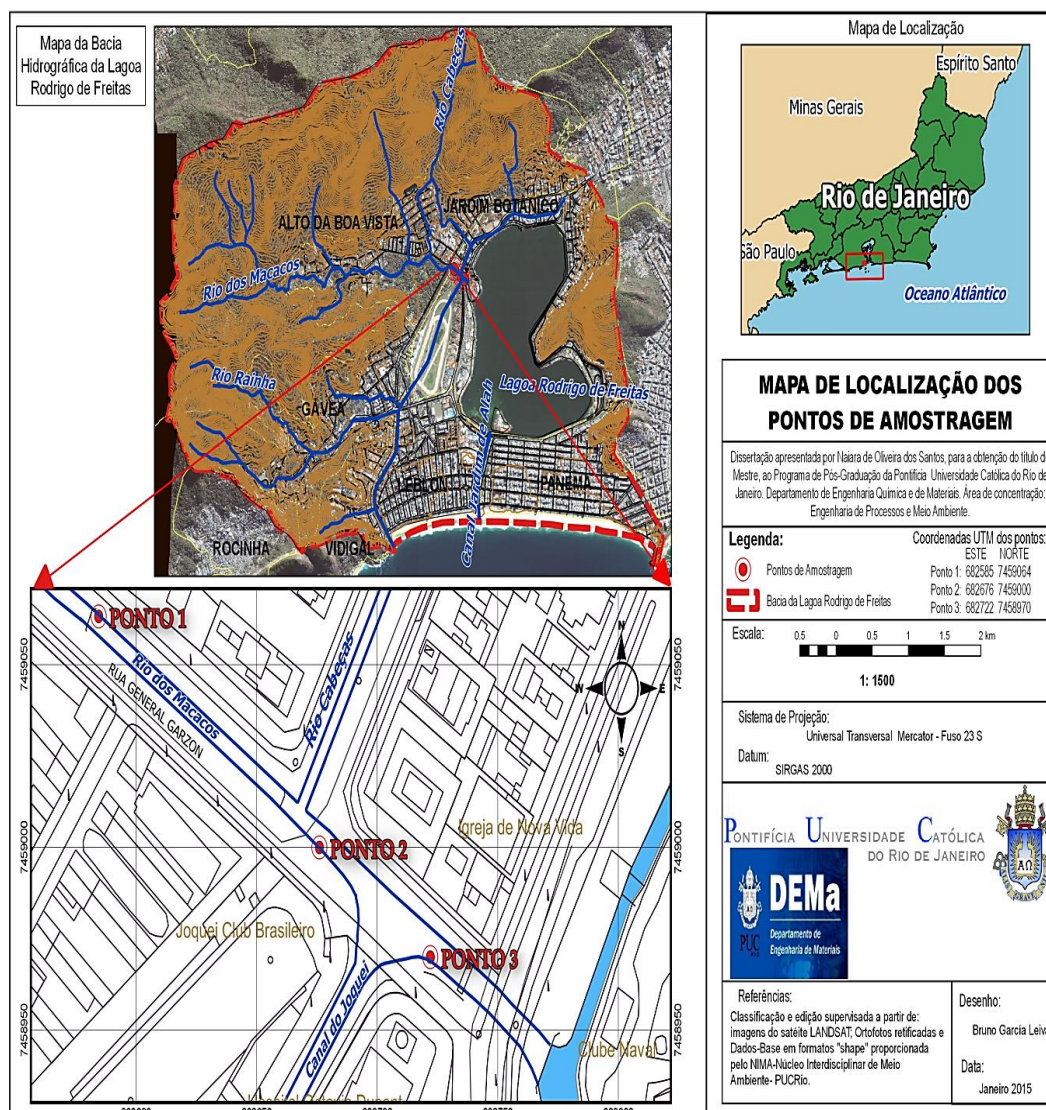 Mapa da Bacia
Hidrográfica da Lagoa
Rodrigo de Freitas
Rio Cabeças
JARDIM BOTÂNICO
ALTO DA BOA VISTA
Rio dos Macacos
Rio Rainha
GÁVEA
Lagoa Rodrigo de Freitas
Canal Jardim de Alah
LEBLON
IPANEMA
ROCINHA
VIDIGAL
PONTO 1
Rio dos Macacos
RUA GENERAL GARZON
Rio Cabeças
N
W
E
S
PONTO 2
Igreja de Nova Vida
Joquei Club Brasileiro
PONTO 3
Canal do Joquei
Clube Naval
7459050
7459000
7458950
7459050
7459000
7458950
Mapa de Localização
Espírito Santo
Minas Gerais
Rio de Janeiro
São Paulo
Oceano Atlântico
MAPA DE LOCALIZAÇÃO DOS
PONTOS DE AMOSTRAGEM
Dissertação apresentada por Naiara de Oliveira dos Santos, para a obtenção do título d
Mestre, ao Programa de Pós-Graduação da Pontifícia Universidade Católica do Rio de
Janeiro. Departamento de Engenharia Química e de Materiais. Área de concentração:
Engenharia de Processos e Meio Ambiente.
Legenda:
Coordenadas UTM dos pontos:
ESTE NORTE
Pontos de Amostragem
Ponto 1: 682585 7459064
Ponto 2: 682676 7459000
Bacia da Lagoa Rodrigo de Freitas
Ponto 3: 682722 7458970
Escala:
0.5 0 0.5 1 1.5 2 km
1: 1500
Sistema de Projeção:
Universal Transversal Mercator - Fuso 23 S
Datum:
SIRGAS 2000
PONTIFÍCIA UNIVERSIDADE CATÓLICA
DO RIO DE JANEIRO
ΑΩ
DEMa
Departamento de
Engenharia de Materiais
PUC
RIO
Referências:
Classificação e edição supervisada a partir de:
imagens do satéite LANDSAT, Ortofotos retificadas e
Dados-Base em formatos "shape" proporcionada
pelo NIMA-Núcleo Interdisciplinar de Meio
Ambiente- PUCRio.
Desenho:
Bruno Garcia Leiva
Data:
Janeiro 2015